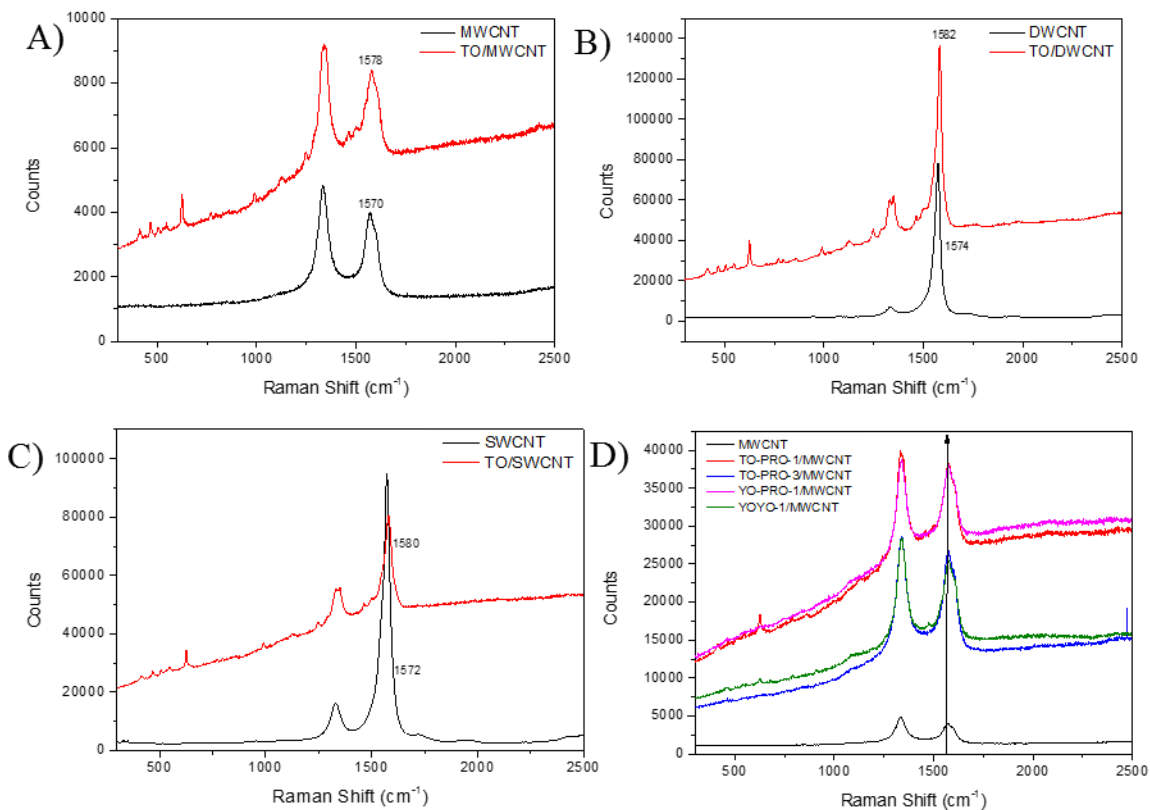 A)
MWCNT
TO/MWCNT
10000
8000
6000
4000
2000
0
1578
1570
Counts
500 1000 1500 2000 2500
Raman Shift (cm⁻¹)
B)
DWCNT
TO/DWCNT
140000
120000
100000
80000
60000
40000
20000
0
1582
1574
Counts
500 1000 1500 2000 2500
Raman Shift (cm⁻¹)
C)
SWCNT
TO/SWCNT
100000
80000
60000
40000
20000
0
1580
1572
Counts
500 1000 1500 2000 2500
Raman Shift (cm⁻¹)
D)
MWCNT
TO-PRO-1/MWCNT
TO-PRO-3/MWCNT
YO-PRO-1/MWCNT
YOYO-1/MWCNT
40000
35000
30000
25000
20000
15000
10000
5000
0
Counts
500 1000 1500 2000 2500
Raman Shift (cm⁻¹)